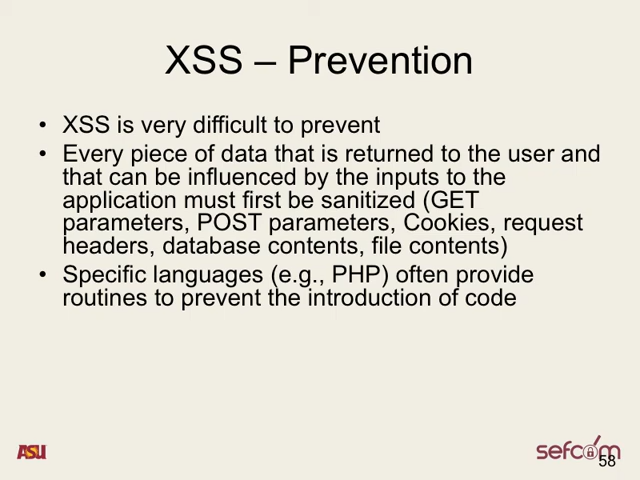 XSS – Prevention
• XSS is very difficult to prevent
• Every piece of data that is returned to the user and
that can be influenced by the inputs to the
application must first be sanitized (GET
parameters, POST parameters, Cookies, request
headers, database contents, file contents)
• Specific languages (e.g., PHP) often provide
routines to prevent the introduction of code
ASU
sefcom
58